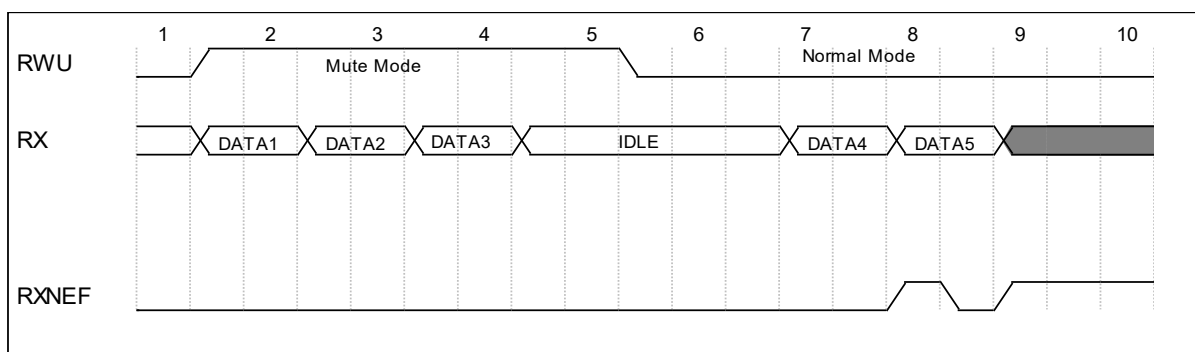 1 2 3 4 5 6 7 8 9 10
RWU Mute Mode Normal Mode
RX DATA1 DATA2 DATA3 IDLE DATA4 DATA5
RXNEF